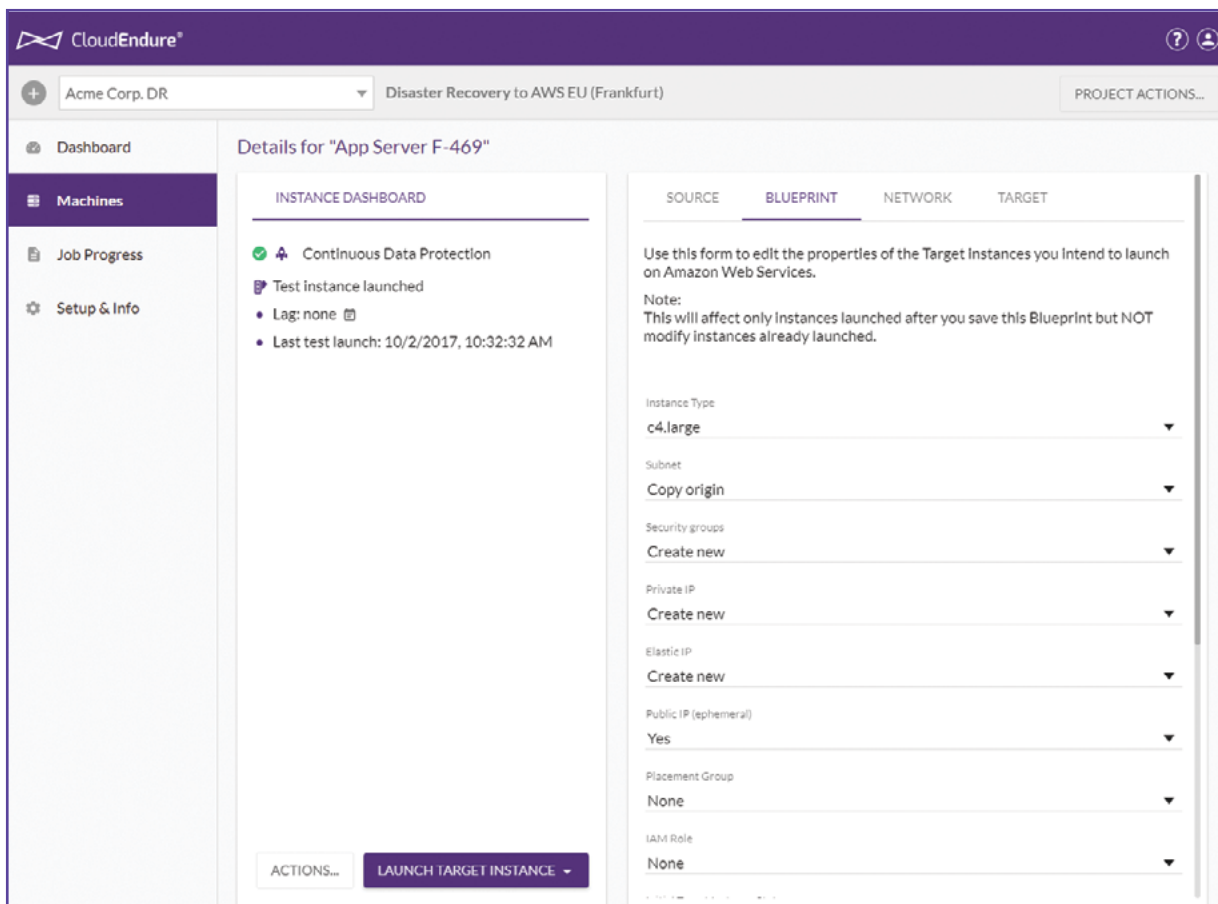 CloudEndure®
Acme Corp. DR
Disaster Recovery to AWS EU (Frankfurt)
PROJECT ACTIONS...
Dashboard
Machines
Job Progress
Setup & Info
Details for "App Server F-469"
INSTANCE DASHBOARD
Continuous Data Protection
Test instance launched
Lag: none
Last test launch: 10/2/2017, 10:32:32 AM
ACTIONS...
LAUNCH TARGET INSTANCE
SOURCE
BLUEPRINT
NETWORK
TARGET
Use this form to edit the properties of the Target Instances you intend to launch
on Amazon Web Services.
Note:
This will affect only instances launched after you save this Blueprint but NOT
modify instances already launched.
Instance Type
c4.large
Subnet
Copy origin
Security groups
Create new
Private IP
Create new
Elastic IP
Create new
Public IP (ephemeral)
Yes
Placement Group
None
IAM Role
None